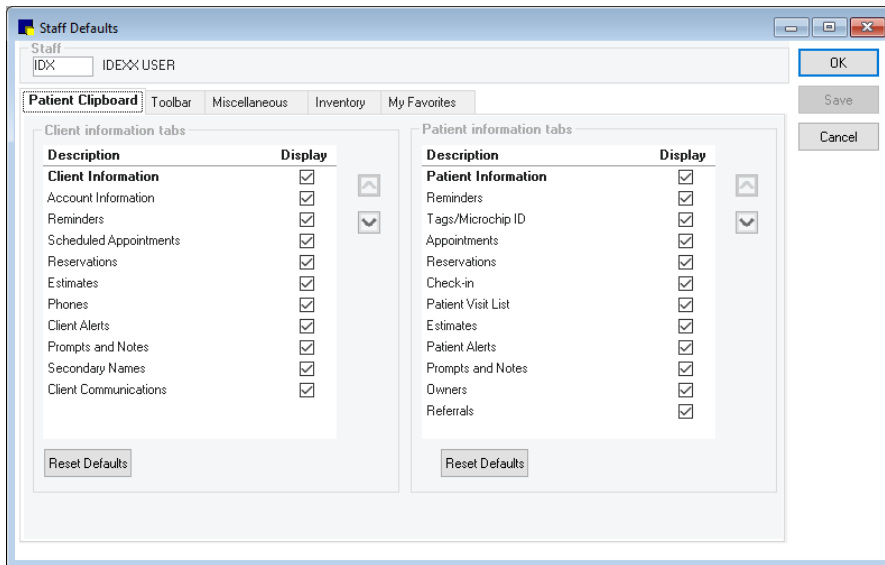 Staff Defaults
Staff
IDX IDEXX USER
OK
Save
Cancel
Patient Clipboard Toolbar Miscellaneous Inventory My Favorites
Client information tabs
Description Display
Client Information
Account Information
Reminders
Scheduled Appointments
Reservations
Estimates
Phones
Client Alerts
Prompts and Notes
Secondary Names
Client Communications
Reset Defaults
Patient information tabs
Description Display
Patient Information
Reminders
Tags/Microchip ID
Appointments
Reservations
Check-in
Patient Visit List
Estimates
Patient Alerts
Prompts and Notes
Owners
Referrals
Reset Defaults